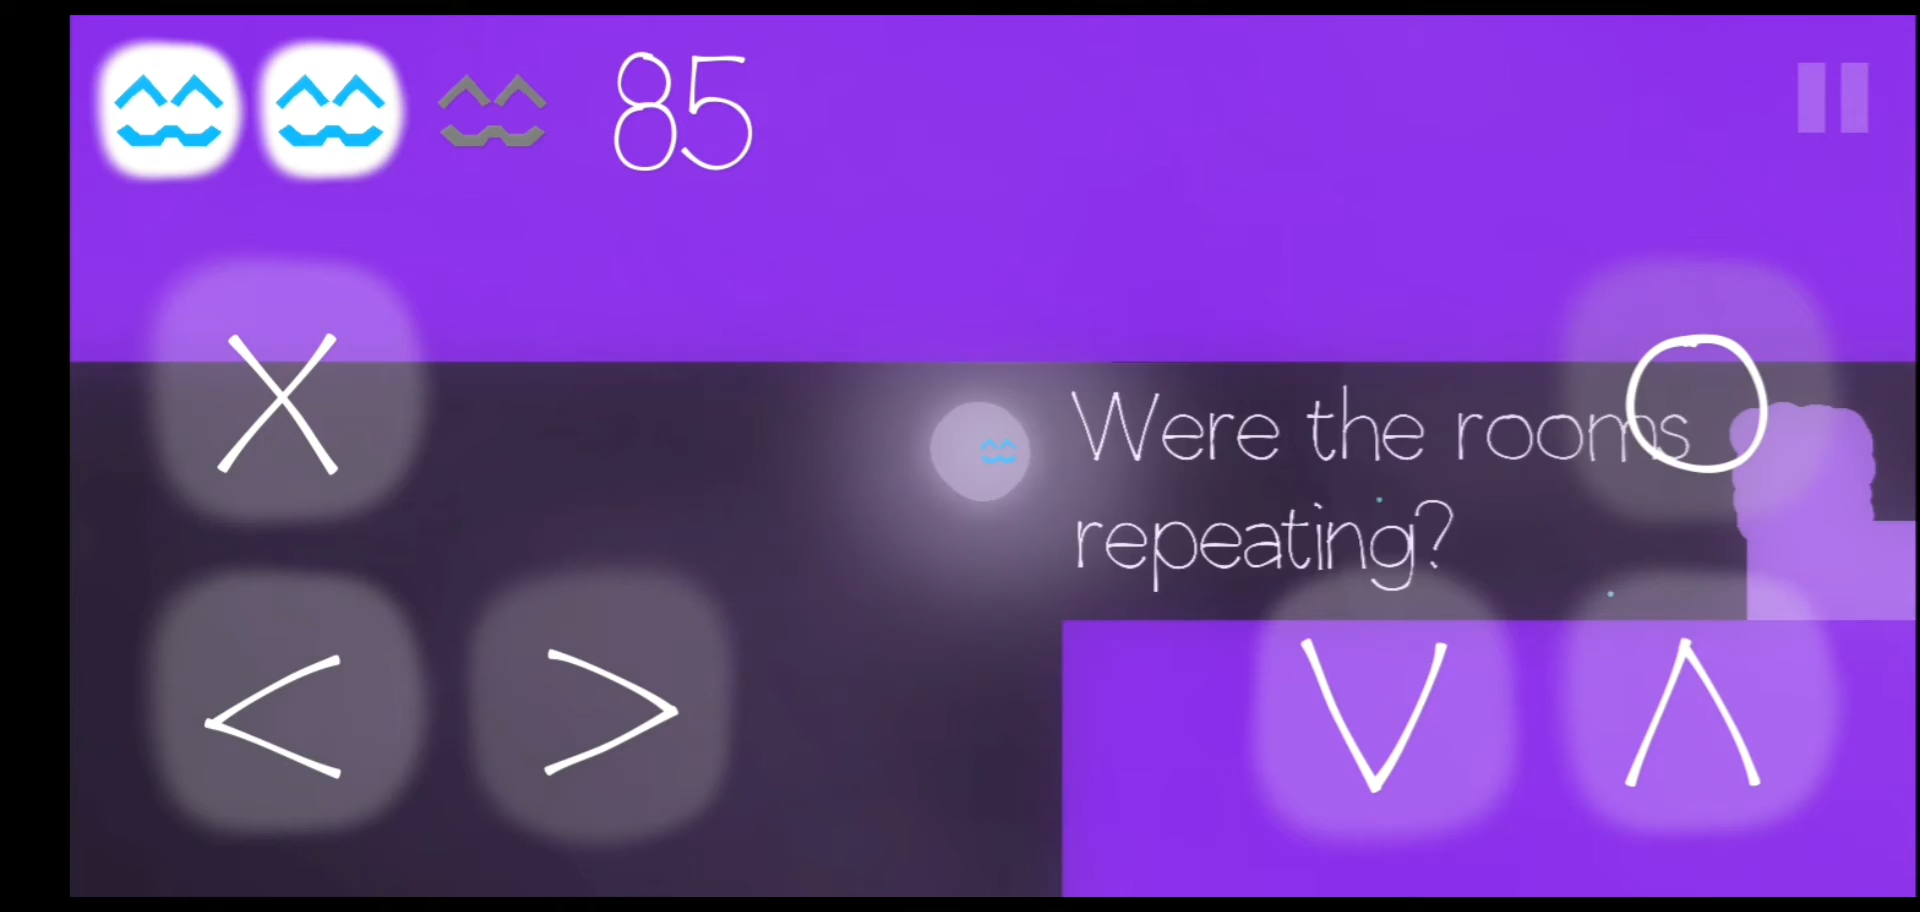 85
X
O
Were the rooms
repeating?
< > V Λ